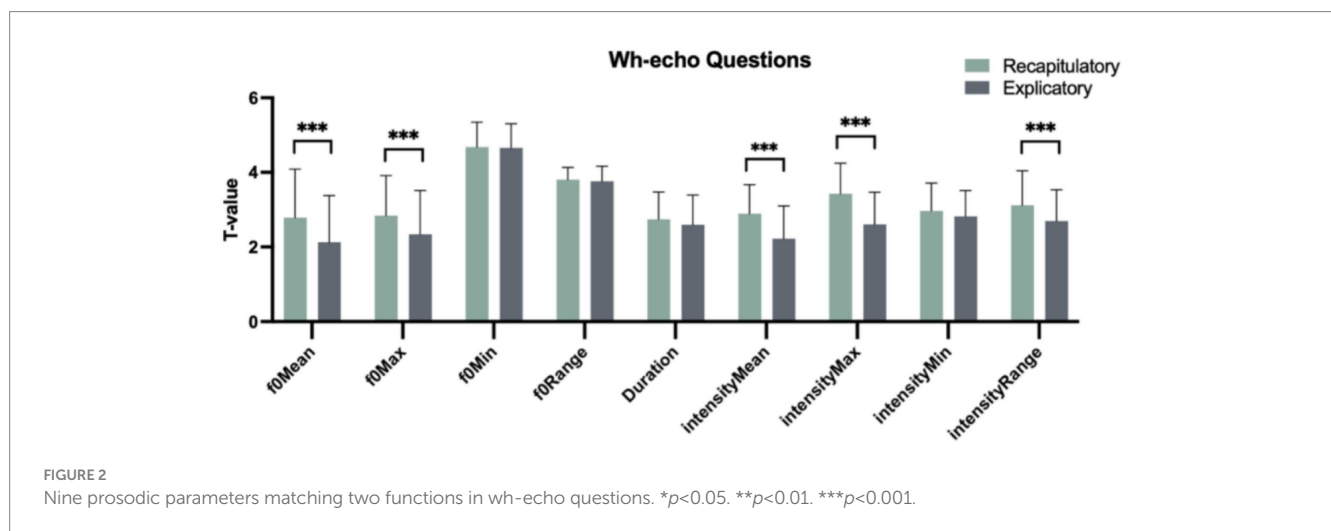 Wh-echo Questions
Recapitulatory
Explicatory
T-value
6
4
2
0
***
***
***
***
***
f0Mean
f0Max
f0Min
f0Range
Duration
intensityMean
intensityMax
intensityMin
intensityRange
FIGURE 2
Nine prosodic parameters matching two functions in wh-echo questions. *p<0.05. **p<0.01. ***p<0.001.